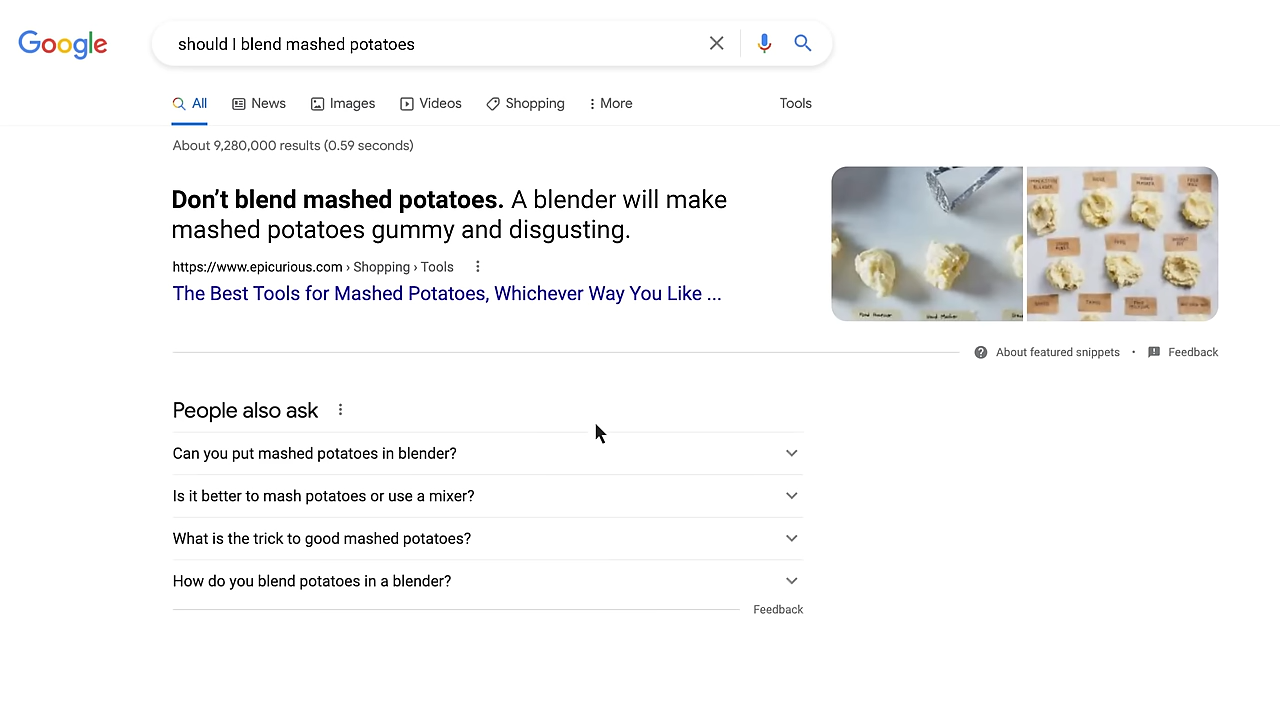 Google
should I blend mashed potatoes
All News Images Videos Shopping More Tools
About 9,280,000 results (0.59 seconds)
Don’t blend mashed potatoes. A blender will make
mashed potatoes gummy and disgusting.
https://www.epicurious.com › Shopping › Tools
The Best Tools for Mashed Potatoes, Whichever Way You Like ...
About featured snippets • Feedback
People also ask
Can you put mashed potatoes in blender?
Is it better to mash potatoes or use a mixer?
What is the trick to good mashed potatoes?
How do you blend potatoes in a blender?
Feedback